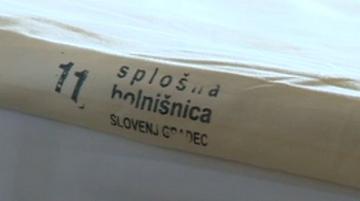 11 splošna
bolnišnica
SLOVENJ GRADEC